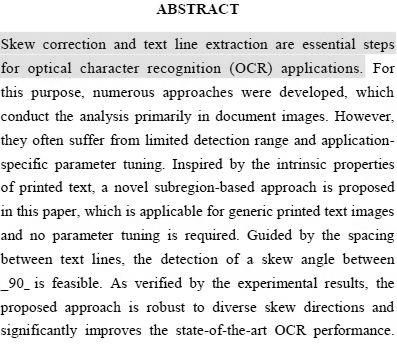 ABSTRACT
Skew correction and text line extraction are essential steps
for optical character recognition (OCR) applications. For
this purpose, numerous approaches were developed, which
conduct the analysis primarily in document images. However,
they often suffer from limited detection range and application-
specific parameter tuning. Inspired by the intrinsic properties
of printed text, a novel subregion-based approach is proposed
in this paper, which is applicable for generic printed text images
and no parameter tuning is required. Guided by the spacing
between text lines, the detection of a skew angle between
_90_ is feasible. As verified by the experimental results, the
proposed approach is robust to diverse skew directions and
significantly improves the state-of-the-art OCR performance.